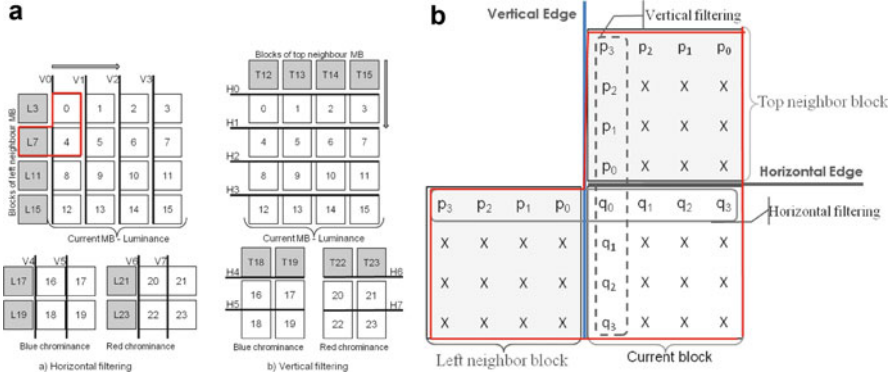 a
V0 V1 V2 V3
Blocks of left neighbour MB
L3 0 1 2 3
L7 4 5 6 7
L11 8 9 10 11
L15 12 13 14 15
Current MB - Luminance
V4 V5 V6 V7
L17 16 17 L21 20 21
L19 18 19 L23 22 23
Blue chrominance Red chrominance
a) Horizontal filtering
Blocks of top neighbour MB
T12 T13 T14 T15
H0
0 1 2 3
H1
4 5 6 7
H2
8 9 10 11
H3
12 13 14 15
Current MB - Luminance
T18 T19 T22 T23
H4 H6
16 17 20 21
H5 H7
18 19 22 23
Blue chrominance Red chrominance
b) Vertical filtering
b
Vertical Edge
Vertical filtering
p3 p2 p1 p0
p2 X X X
p1 X X X
p0 X X X
Top neighbor block
Horizontal Edge
p3 p2 p1 p0 q0 q1 q2 q3
Horizontal filtering
X X X X q1 X X X
X X X X q2 X X X
X X X X q3 X X X
Left neighbor block Current block